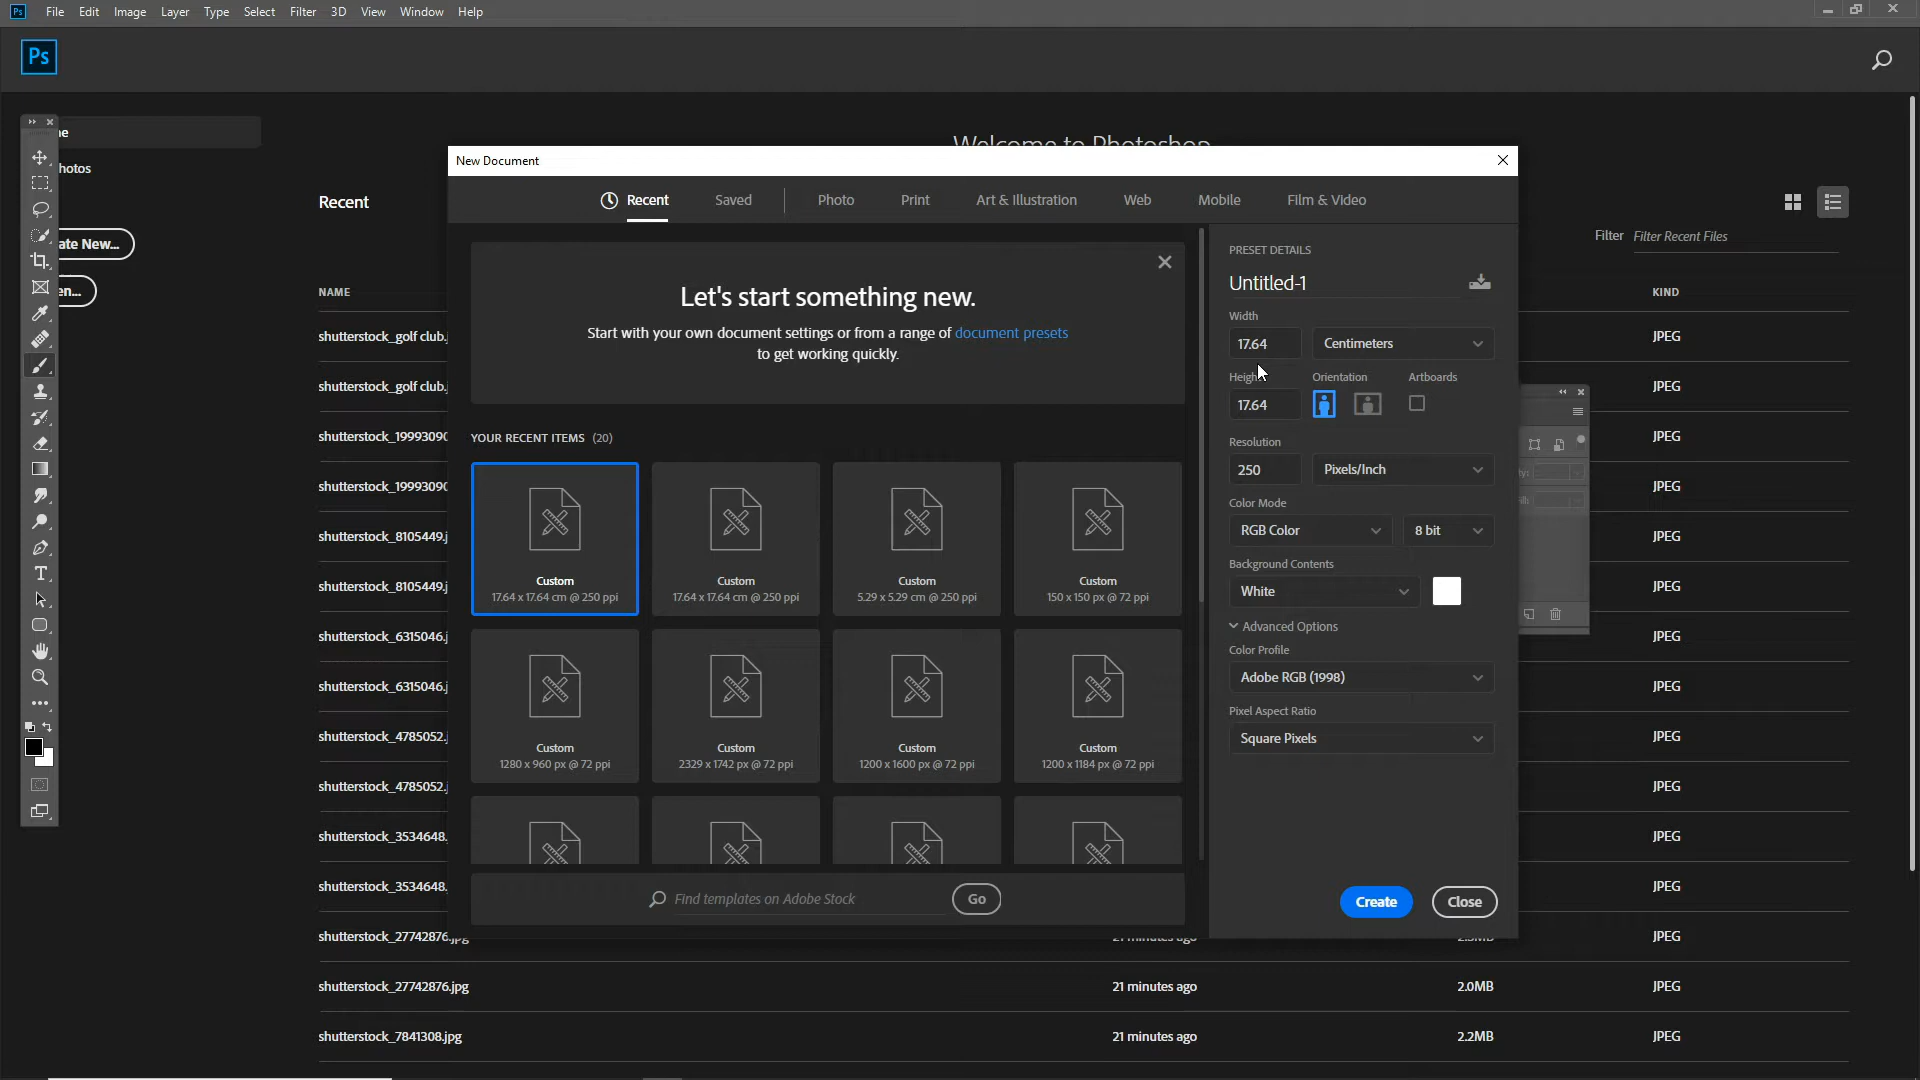 Ps File Edit Image Layer Type Select Filter 3D View Window Help
Ps
Welcome to Photoshop
ate New...
Recent
Filter Filter Recent Files
NAME
KIND
shutterstock_golf club. JPEG
shutterstock_golf club. JPEG
shutterstock_1999309 JPEG
shutterstock_1999309 JPEG
shutterstock_8105449.j JPEG
shutterstock_8105449.j JPEG
shutterstock_6315046.j JPEG
shutterstock_6315046.j JPEG
shutterstock_4785052.j JPEG
shutterstock_4785052.j JPEG
shutterstock_3534648. JPEG
shutterstock_3534648. JPEG
shutterstock_27742876.jpg 21 minutes ago 2.3MB JPEG
shutterstock_27742876.jpg 21 minutes ago 2.0MB JPEG
shutterstock_7841308.jpg 21 minutes ago 2.2MB JPEG
New Document
Recent Saved Photo Print Art & Illustration Web Mobile Film & Video
Let's start something new.
Start with your own document settings or from a range of document presets
to get working quickly.
YOUR RECENT ITEMS (20)
Custom
17.64 x 17.64 cm @ 250 ppi
Custom
17.64 x 17.64 cm @ 250 ppi
Custom
5.29 x 5.29 cm @ 250 ppi
Custom
150 x 150 px @ 72 ppi
Custom
1280 x 960 px @ 72 ppi
Custom
2329 x 1742 px @ 72 ppi
Custom
1200 x 1600 px @ 72 ppi
Custom
1200 x 1184 px @ 72 ppi
Find templates on Adobe Stock Go
PRESET DETAILS
Untitled-1
Width
17.64 Centimeters
Height Orientation Artboards
17.64
Resolution
250 Pixels/Inch
Color Mode
RGB Color 8 bit
Background Contents
White
Advanced Options
Color Profile
Adobe RGB (1998)
Pixel Aspect Ratio
Square Pixels
Create Close